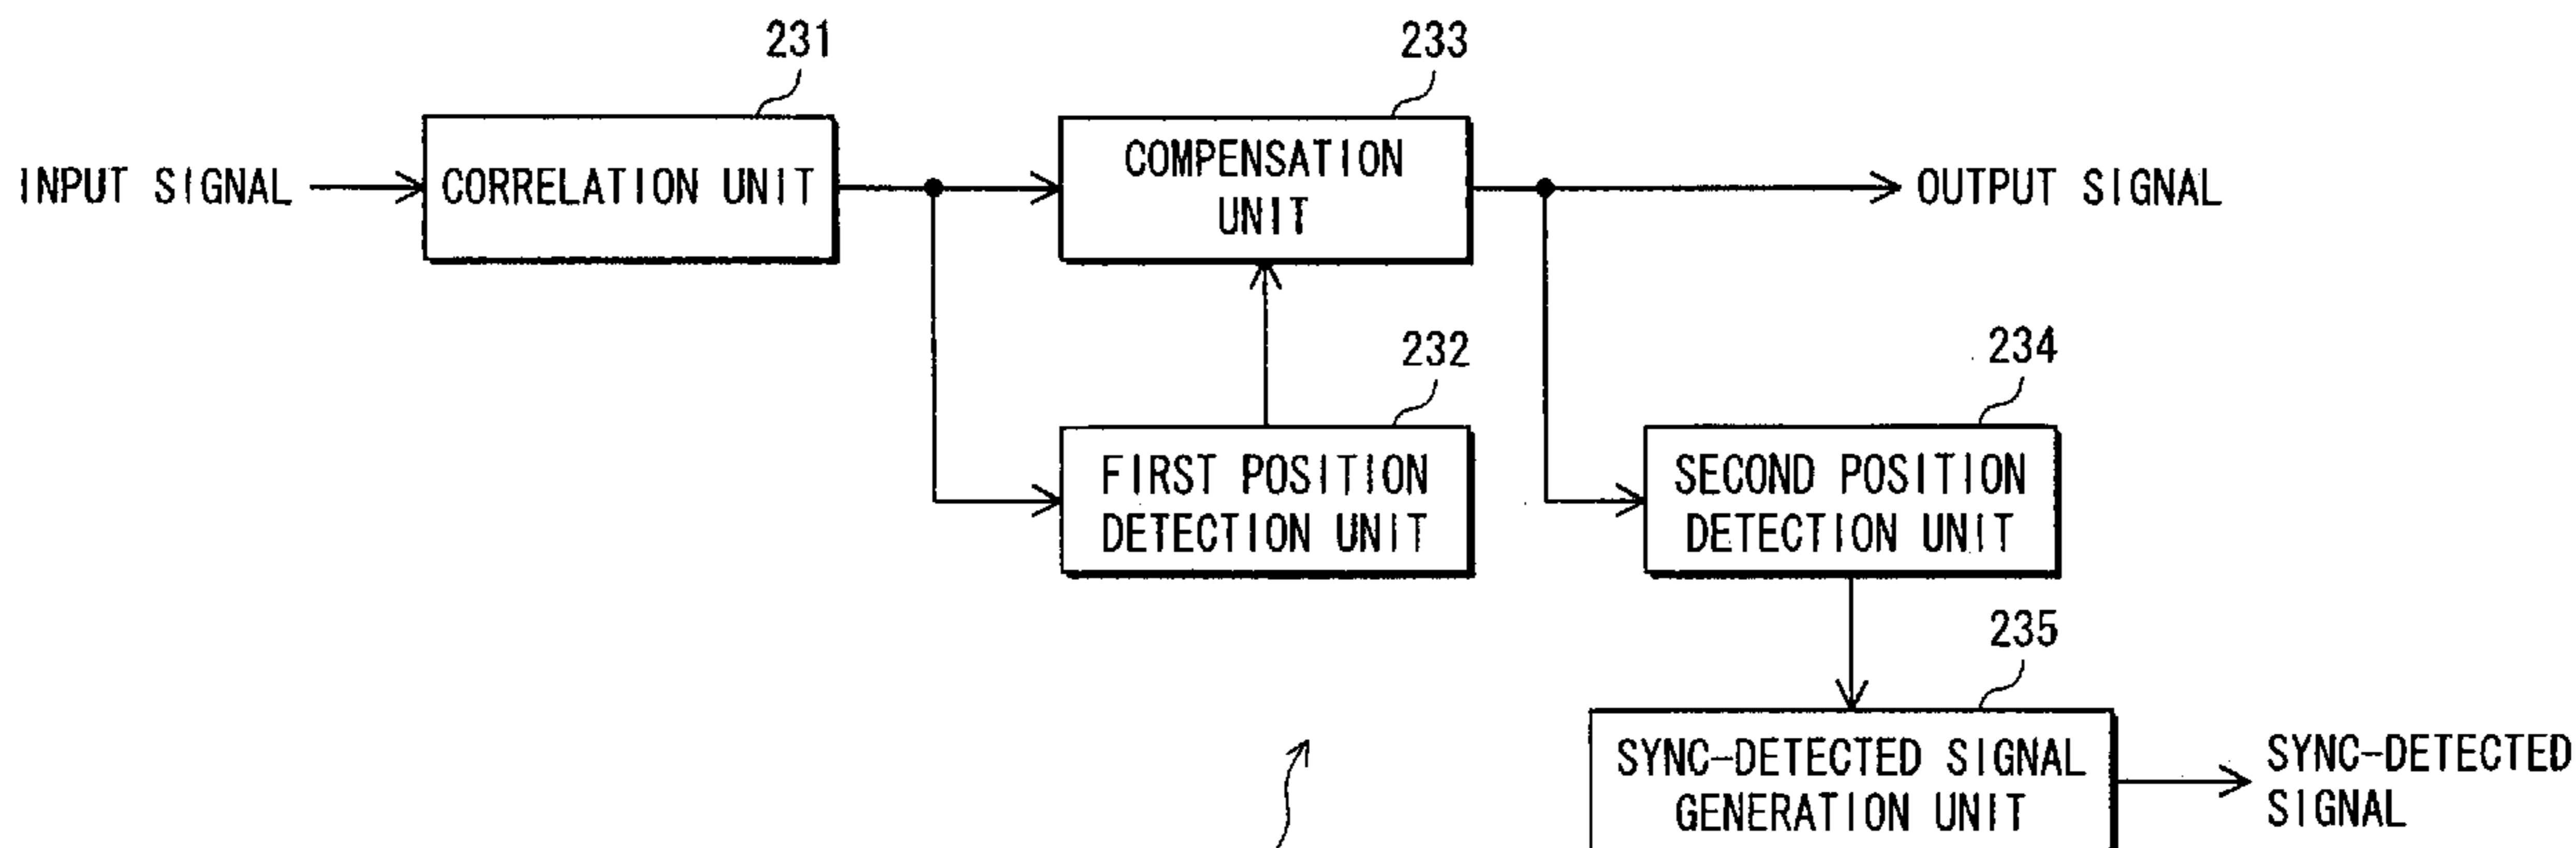 231
233
INPUT SIGNAL
CORRELATION UNIT
COMPENSATION
UNIT
OUTPUT SIGNAL
232
234
FIRST POSITION
DETECTION UNIT
SECOND POSITION
DETECTION UNIT
235
SYNC-DETECTED SIGNAL
GENERATION UNIT
SYNC-DETECTED
SIGNAL